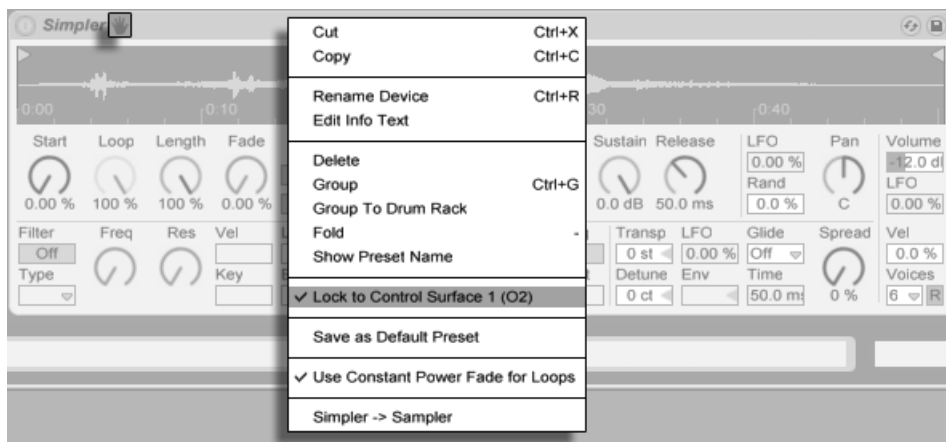 Simpler
Cut Ctrl+X
Copy Ctrl+C
Rename Device Ctrl+R
Edit Info Text
Delete
Group Ctrl+G
Group To Drum Rack
Fold -
Show Preset Name
Lock to Control Surface 1 (O2)
Save as Default Preset
Use Constant Power Fade for Loops
Simpler -> Sampler
0:00 0:10 30 0:40
Start Loop Length Fade
0.00 % 100 % 100 % 0.00 %
Sustain Release
0.0 dB 50.0 ms
LFO
0.00 %
Rand
0.0 %
Pan
C
Volume
-12.0 d
LFO
0.00 %
Filter Freq Res Vel
Off
Type Key
Transp LFO Glide Spread Vel
0 st 0.00 % Off 0.0 %
Detune Env Time Voices
0 ct 50.0 m 0 % 6 R